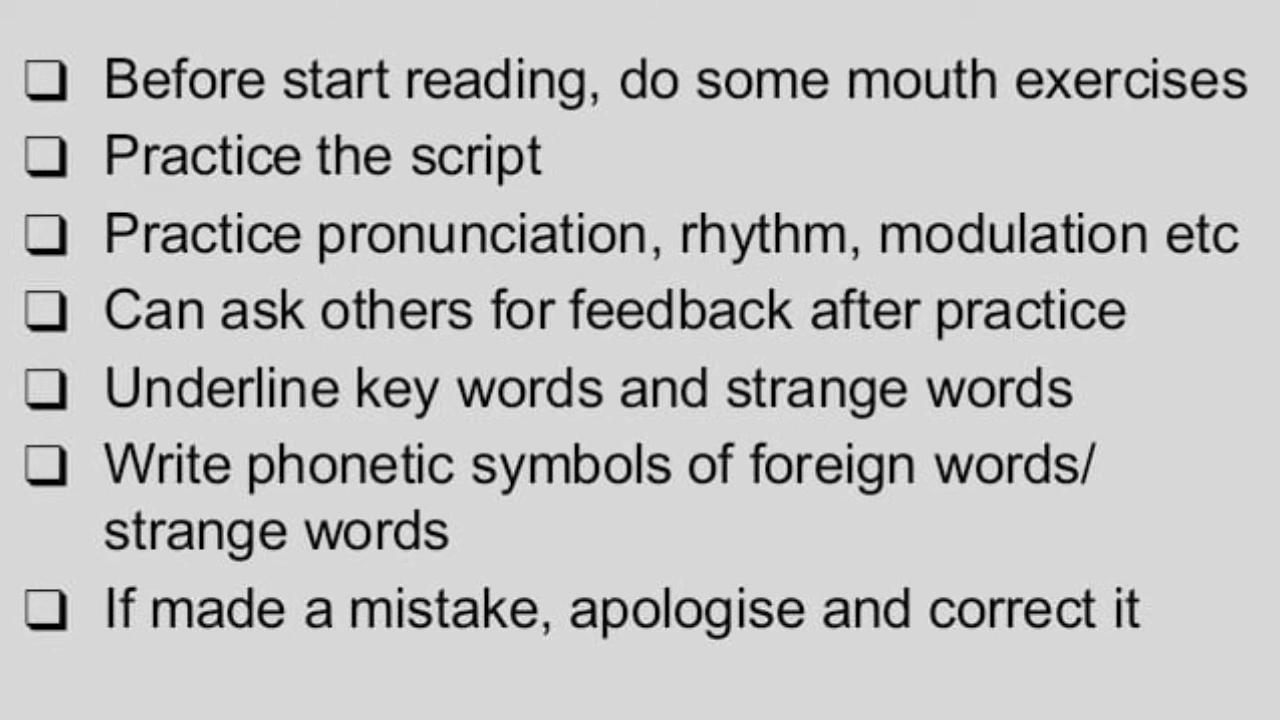 Before start reading, do some mouth exercises
Practice the script
Practice pronunciation, rhythm, modulation etc
Can ask others for feedback after practice
Underline key words and strange words
Write phonetic symbols of foreign words/
strange words
If made a mistake, apologise and correct it